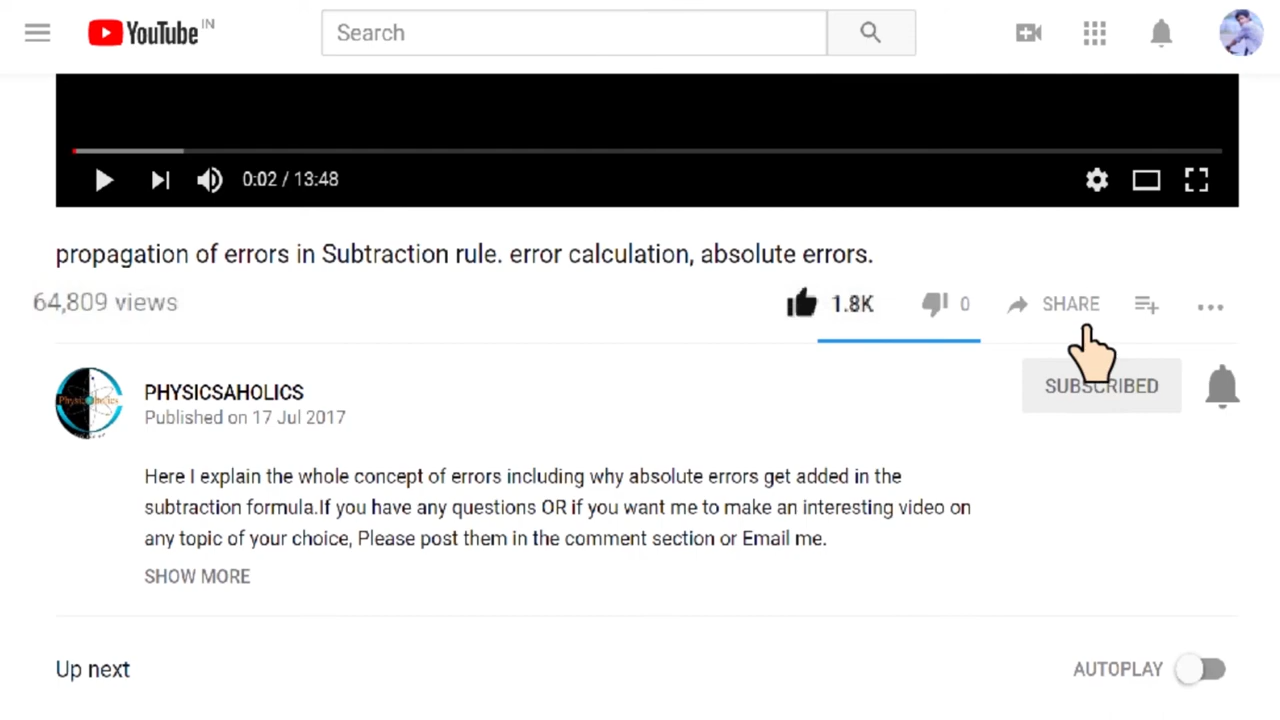 YouTube IN
Search
0:02 / 13:48
propagation of errors in Subtraction rule. error calculation, absolute errors.
64,809 views
1.8K
0
SHARE
SUBSCRIBED
PHYSICSAHOLICS
Published on 17 Jul 2017
Here I explain the whole concept of errors including why absolute errors get added in the
subtraction formula.If you have any questions OR if you want me to make an interesting video on
any topic of your choice, Please post them in the comment section or Email me.
SHOW MORE
Up next
AUTOPLAY